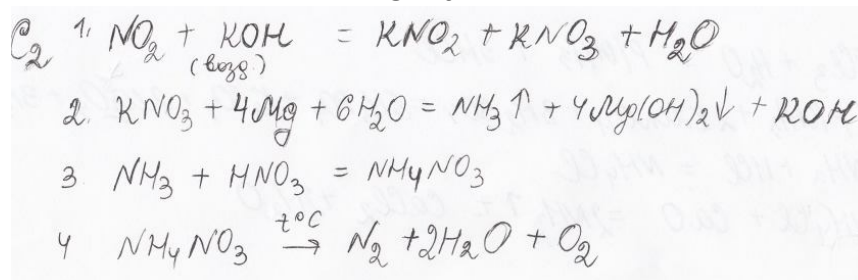 C2 1. NO2 + KOH = KNO2 + KNO3 + H2O
(возд.)
2. KNO3 + 4Mg + 6H2O = NH3↑ + 4Mg(OH)2↓ + KOH
3 NH3 + HNO3 = NH4NO3
t°C
4 NH4NO3 → N2 + 2H2O + O2